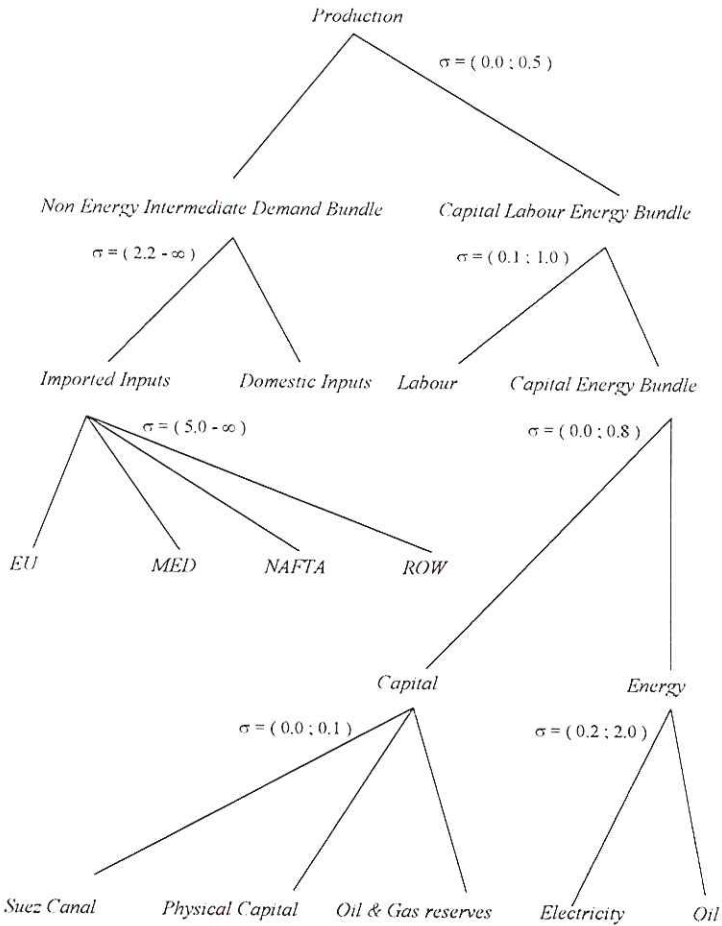 Production
σ = ( 0.0 ; 0.5 )
Non Energy Intermediate Demand Bundle
Capital Labour Energy Bundle
σ = ( 2.2 - ∞ )
σ = ( 0.1 ; 1.0 )
Imported Inputs
Domestic Inputs
Labour
Capital Energy Bundle
σ = ( 5.0 - ∞ )
σ = ( 0.0 ; 0.8 )
EU
MED
NAFTA
ROW
Capital
Energy
σ = ( 0.0 ; 0.1 )
σ = ( 0.2 ; 2.0 )
Suez Canal
Physical Capital
Oil & Gas reserves
Electricity
Oil